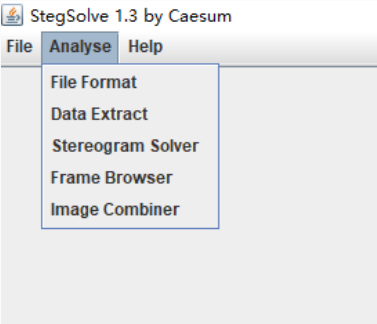 StegSolve 1.3 by Caesum
File Analyse Help
File Format
Data Extract
Stereogram Solver
Frame Browser
Image Combiner